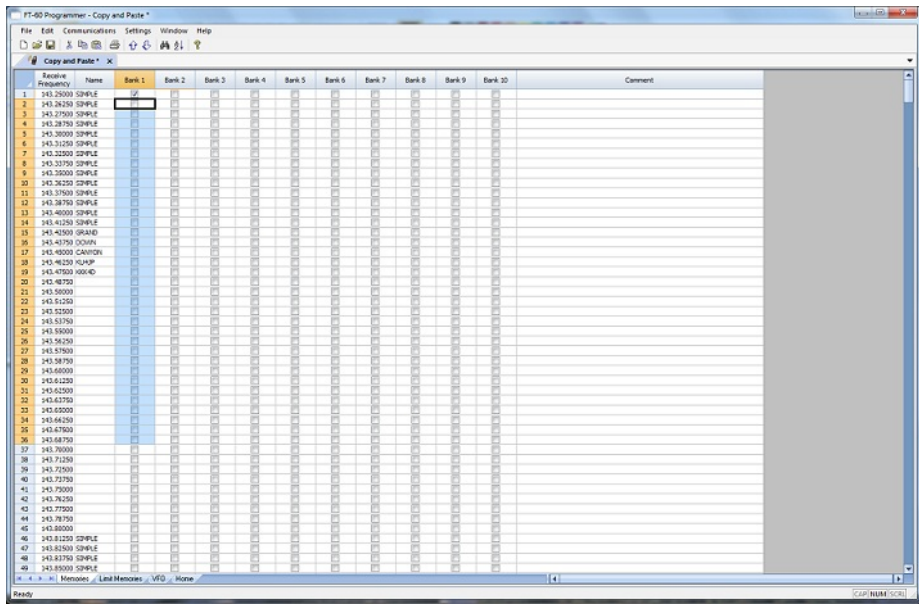 FT-60 Programmer - Copy and Paste *
File Edit Communications Settings Window Help
Copy and Paste * X
Receive Frequency Name Bank 1 Bank 2 Bank 3 Bank 4 Bank 5 Bank 6 Bank 7 Bank 8 Bank 9 Bank 10 Comment
1 143.25000 SIMPLE
2 143.26250 SIMPLE
3 143.27500 SIMPLE
4 143.28750 SIMPLE
5 143.30000 SIMPLE
6 143.31250 SIMPLE
7 143.32500 SIMPLE
8 143.33750 SIMPLE
9 143.35000 SIMPLE
10 143.36250 SIMPLE
11 143.37500 SIMPLE
12 143.38750 SIMPLE
13 143.40000 SIMPLE
14 143.41250 SIMPLE
15 143.42500 GRAND
16 143.43750 DOWN
17 143.45000 CANYON
18 143.46250
19 143.47500
20 143.48750
21 143.50000
22 143.51250
23 143.52500
24 143.53750
25 143.55000
26 143.56250
27 143.57500
28 143.58750
29 143.60000
30 143.61250
31 143.62500
32 143.63750
33 143.65000
34 143.66250
35 143.67500
36 143.68750
37 143.70000
38 143.71250
39 143.72500
40 143.73750
41 143.75000
42 143.76250
43 143.77500
44 143.78750
45 143.80000
46 143.81250 SIMPLE
47 143.82500 SIMPLE
48 143.83750 SIMPLE
49 143.85000 SIMPLE
Memories Limit Memories VFO Home
Ready CAP NUM SCRL